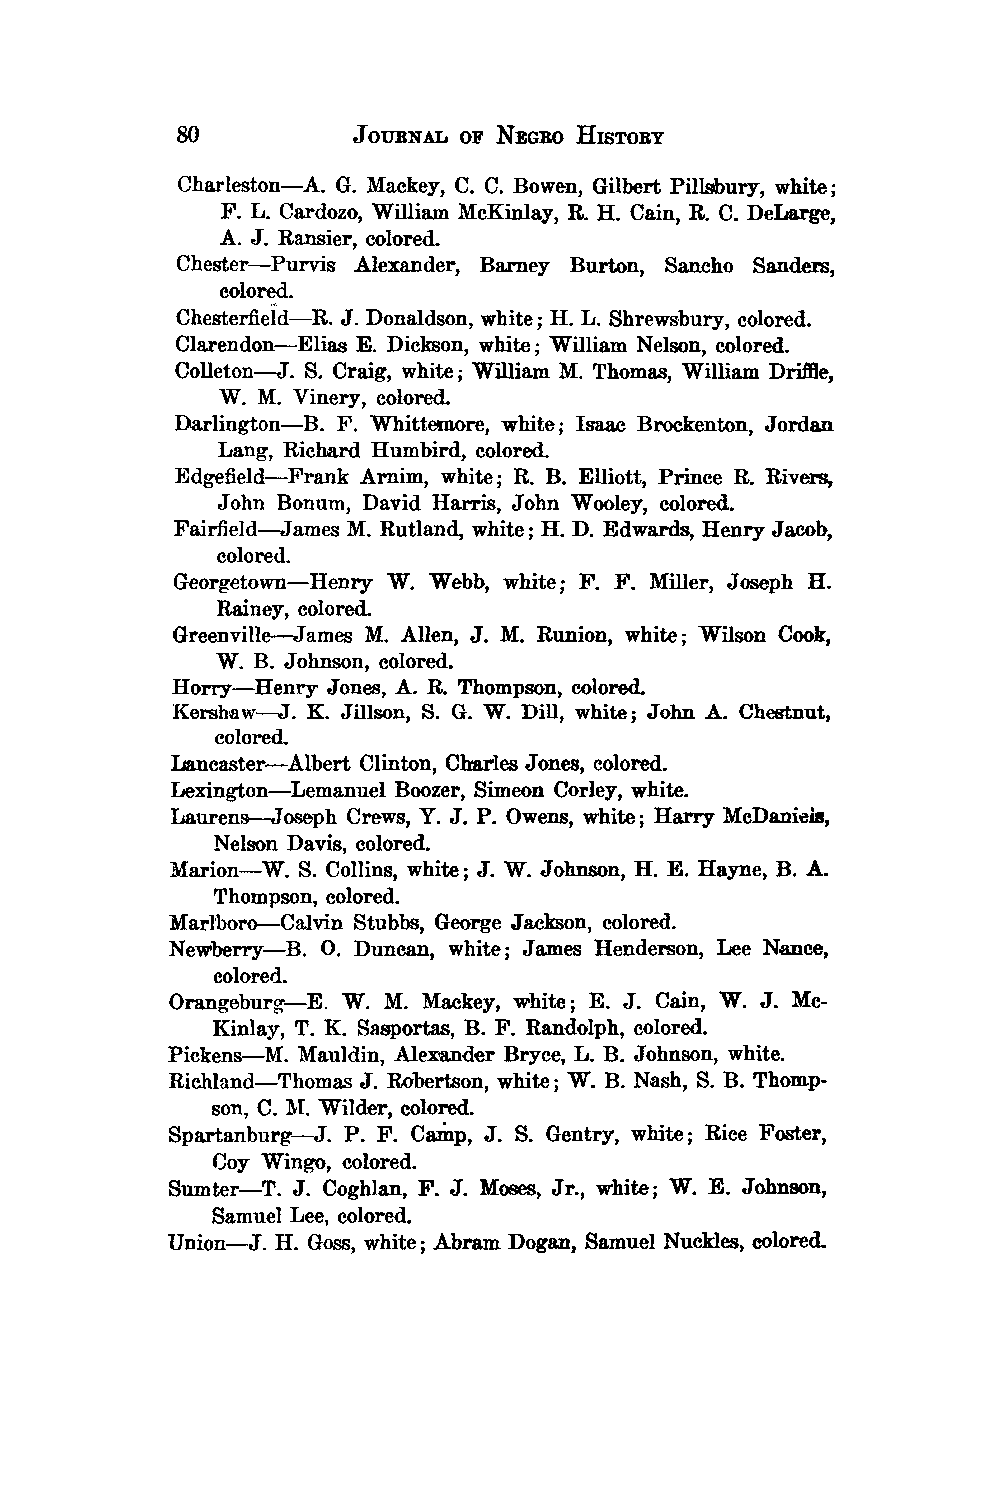 80 JOURNAL OF NEGRO HISTORY
Charleston—A. G. Mackey, C. C. Bowen, Gilbert Pillsbury, white;
F. L. Cardozo, William McKinlay, R. H. Cain, R. C. DeLarge,
A. J. Ransier, colored.
Chester—Purvis Alexander, Barney Burton, Sancho Sanders,
colored.
Chesterfield—R. J. Donaldson, white; H. L. Shrewsbury, colored.
Clarendon—Elias E. Dickson, white; William Nelson, colored.
Colleton—J. S. Craig, white; William M. Thomas, William Driffle,
W. M. Vinery, colored.
Darlington—B. F. Whittemore, white; Isaac Brockenton, Jordan
Lang, Richard Humbird, colored.
Edgefield—Frank Arnim, white; R. B. Elliott, Prince R. Rivers,
John Bonum, David Harris, John Wooley, colored.
Fairfield—James M. Rutland, white; H. D. Edwards, Henry Jacob,
colored.
Georgetown—Henry W. Webb, white; F. F. Miller, Joseph H.
Rainey, colored.
Greenville—James M. Allen, J. M. Runion, white; Wilson Cook,
W. B. Johnson, colored.
Horry—Henry Jones, A. R. Thompson, colored.
Kershaw—J. K. Jillson, S. G. W. Dill, white; John A. Chestnut,
colored.
Lancaster—Albert Clinton, Charles Jones, colored.
Lexington—Lemanuel Boozer, Simeon Corley, white.
Laurens—Joseph Crews, Y. J. P. Owens, white; Harry McDaniels,
Nelson Davis, colored.
Marion—W. S. Collins, white; J. W. Johnson, H. E. Hayne, B. A.
Thompson, colored.
Marlboro—Calvin Stubbs, George Jackson, colored.
Newberry—B. O. Duncan, white; James Henderson, Lee Nance,
colored.
Orangeburg—E. W. M. Mackey, white; E. J. Cain, W. J. Mc-
Kinlay, T. K. Sasportas, B. F. Randolph, colored.
Pickens—M. Mauldin, Alexander Bryce, L. B. Johnson, white.
Richland—Thomas J. Robertson, white; W. B. Nash, S. B. Thomp-
son, C. M. Wilder, colored.
Spartanburg—J. P. F. Camp, J. S. Gentry, white; Rice Foster,
Coy Wingo, colored.
Sumter—T. J. Coghlan, F. J. Moses, Jr., white; W. E. Johnson,
Samuel Lee, colored.
Union—J. H. Goss, white; Abram Dogan, Samuel Nuckles, colored.